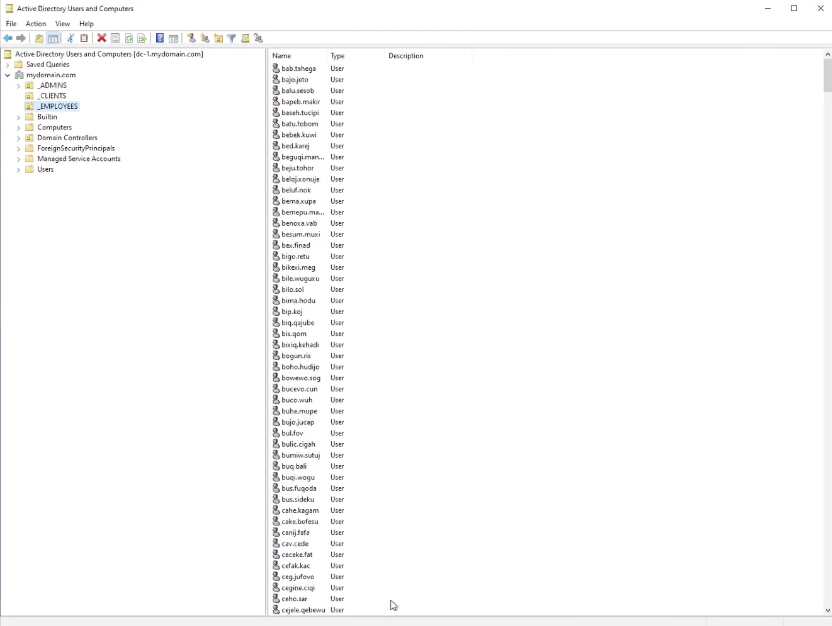 Active Directory Users and Computers
File Action View Help
Active Directory Users and Computers [dc-1.mydomain.com]
Saved Queries
mydomain.com
_ADMINS
_CLIENTS
_EMPLOYEES
Builtin
Computers
Domain Controllers
ForeignSecurityPrincipals
Managed Service Accounts
Users
Name Type Description
bab.tahega User
bajo.jeto User
balu.sesob User
bapeb.makir User
baseh.tucipi User
batu.tobom User
bebek.kuwi User
bed.karej User
beguqi.man... User
beju.tohor User
beloj.xonuje User
beluf.nok User
bema.xupa User
bemepu.ma... User
benoxa.vab User
besum.muxi User
bex.finad User
bigo.retu User
bikexi.meg User
bile.wuguxu User
bilo.sol User
bima.hodu User
bip.koj User
biq.qajube User
bis.qom User
bixiq.kehadi User
bogun.ris User
boho.hudijo User
bowewo.sog User
bucevo.cun User
buco.wuh User
buhe.mupe User
bujo.jucap User
bul.fov User
bulic.cigah User
bumiw.sutuj User
buq.bali User
buqi.wogu User
bus.fuqoda User
bus.sideku User
cahe.kagam User
cake.bofesu User
canij.fafa User
cav.cede User
ceceke.fat User
cefak.kac User
ceg.jufovo User
cegine.ciqi User
ceho.sar User
cejele.qebewu User